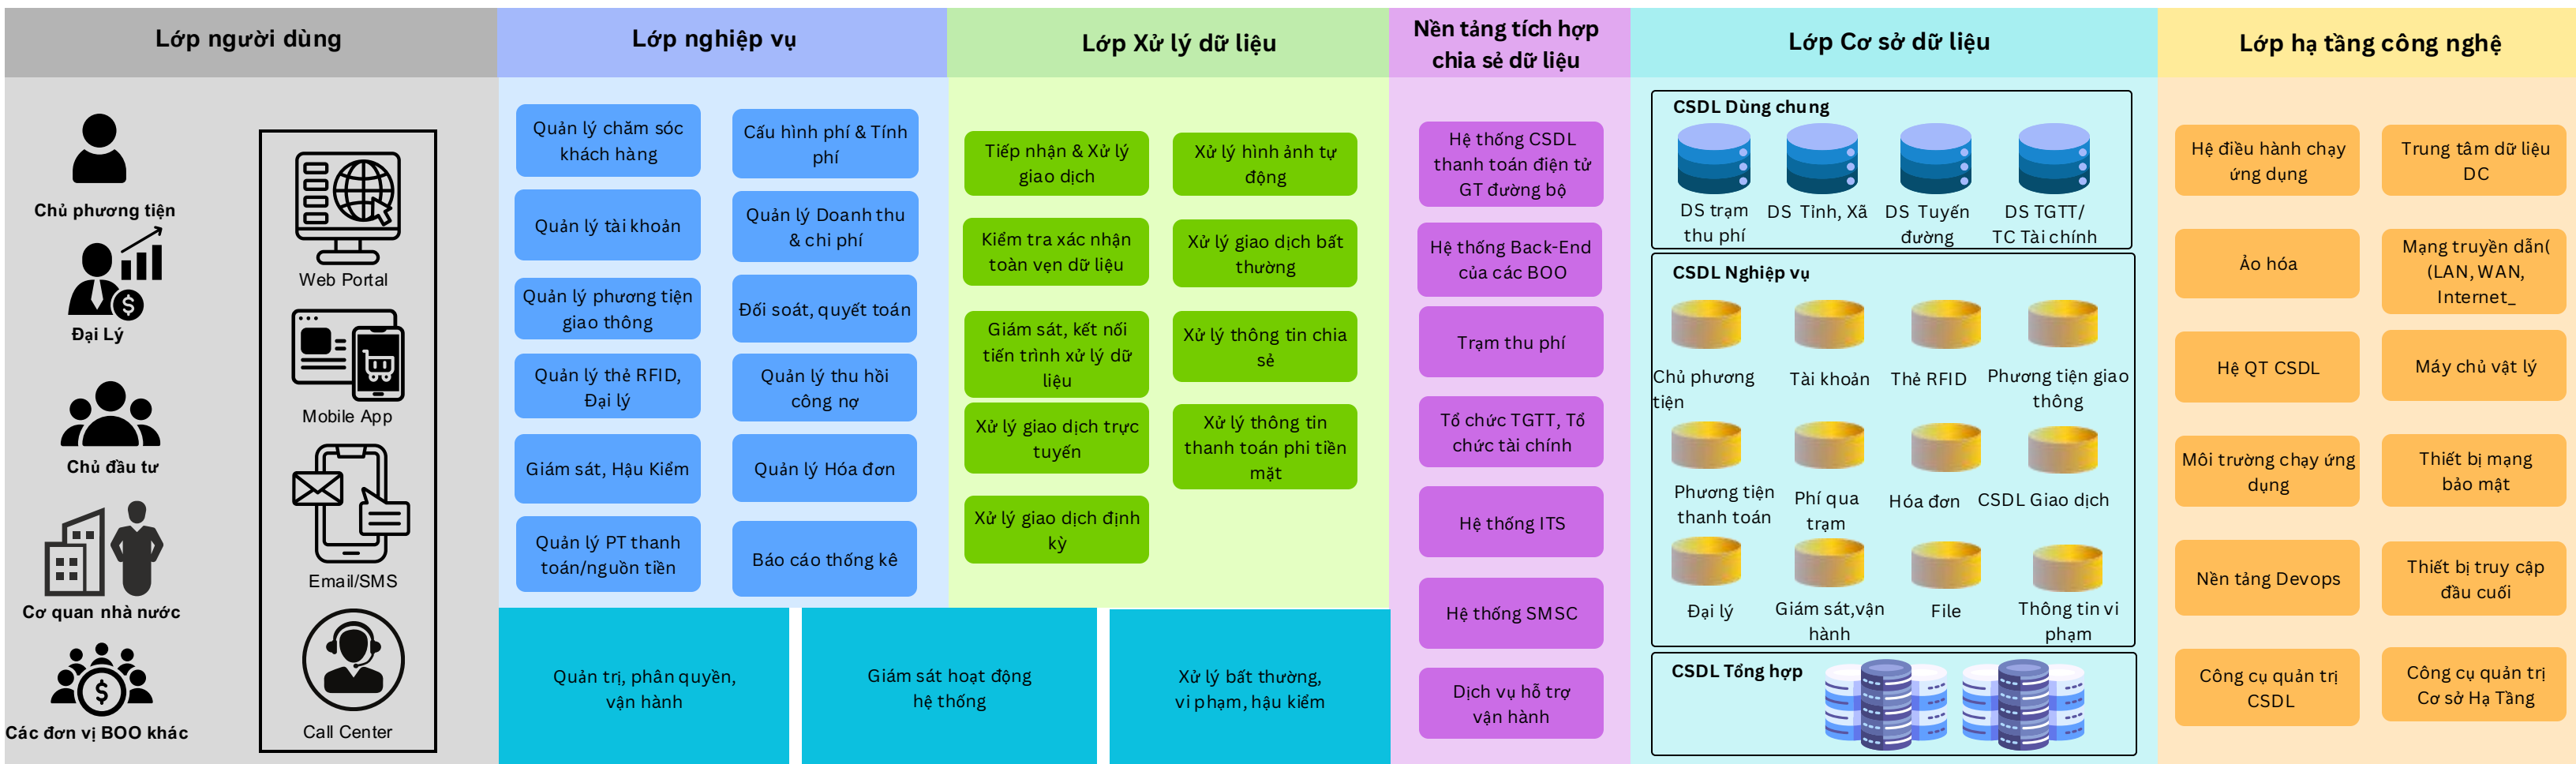 Lớp người dùng
Chủ phương tiện
Đại Lý
Chủ đầu tư
Cơ quan nhà nước
Các đơn vị BOO khác
Web Portal
Mobile App
Email/SMS
Call Center
Lớp nghiệp vụ
Quản lý chăm sóc
khách hàng
Cấu hình phí & Tính
phí
Quản lý tài khoản
Quản lý Doanh thu
& chi phí
Quản lý phương tiện
giao thông
Đối soát, quyết toán
Quản lý thẻ RFID,
Đại lý
Quản lý thu hồi
công nợ
Giám sát, Hậu Kiểm
Quản lý Hóa đơn
Quản lý PT thanh
toán/nguồn tiền
Báo cáo thống kê
Lớp Xử lý dữ liệu
Tiếp nhận & Xử lý
giao dịch
Xử lý hình ảnh tự
động
Kiểm tra xác nhận
toàn vẹn dữ liệu
Xử lý giao dịch bất
thường
Giám sát, kết nối
tiến trình xử lý dữ
liệu
Xử lý thông tin chia
sẻ
Xử lý giao dịch trực
tuyến
Xử lý thông tin
thanh toán phi tiền
mặt
Xử lý giao dịch định
kỳ
Quản trị, phân quyền,
vận hành
Giám sát hoạt động
hệ thống
Xử lý bất thường,
vi phạm, hậu kiểm
Nền tảng tích hợp
chia sẻ dữ liệu
Hệ thống CSDL
thanh toán điện tử
GT đường bộ
Hệ thống Back-End
của các BOO
Trạm thu phí
Tổ chức TGTT, Tổ
chức tài chính
Hệ thống ITS
Hệ thống SMSC
Dịch vụ hỗ trợ
vận hành
Lớp Cơ sở dữ liệu
CSDL Dùng chung
DS trạm
thu phí
DS Tỉnh, Xã
DS Tuyến
đường
DS TGTT/
TC Tài chính
CSDL Nghiệp vụ
Chủ phương
tiện
Tài khoản
Thẻ RFID
Phương tiện giao
thông
Phương tiện
thanh toán
Phí qua
trạm
Hóa đơn
CSDL Giao dịch
Đại lý
Giám sát,vận
hành
File
Thông tin vi
phạm
CSDL Tổng hợp
Lớp hạ tầng công nghệ
Hệ điều hành chạy
ứng dụng
Trung tâm dữ liệu
DC
Ảo hóa
Mạng truyền dẫn(
(LAN, WAN,
Internet_
Hệ QT CSDL
Máy chủ vật lý
Môi trường chạy ứng
dụng
Thiết bị mạng
bảo mật
Nền tảng Devops
Thiết bị truy cập
đầu cuối
Công cụ quản trị
CSDL
Công cụ quản trị
Cơ sở Hạ Tầng